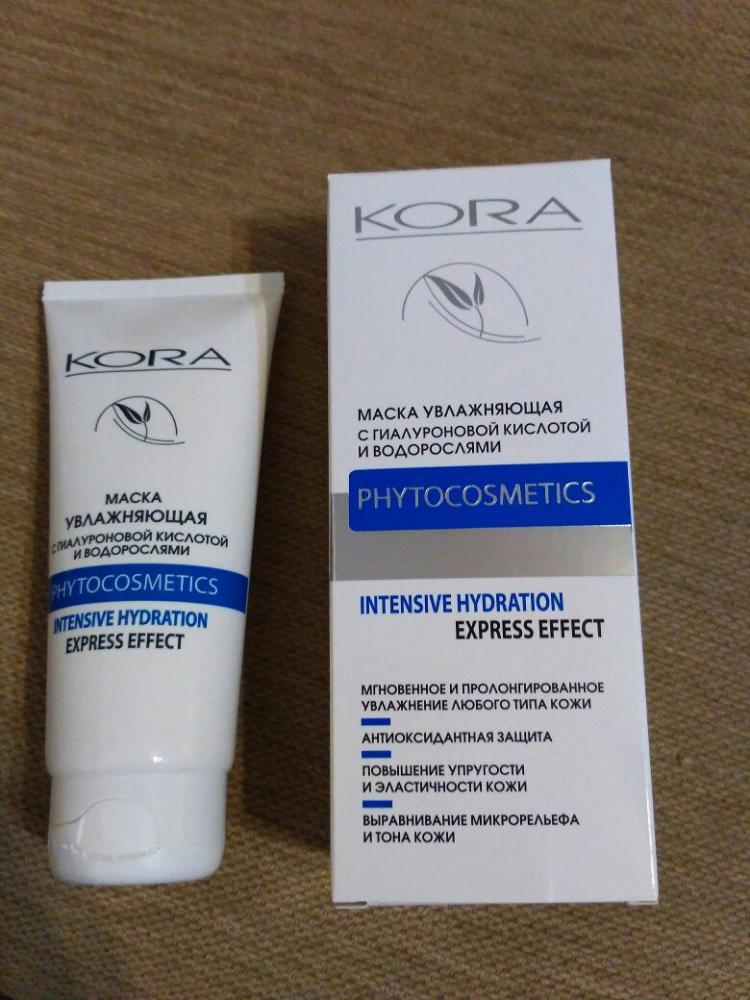 KORA
МАСКА
УВЛАЖНЯЮЩАЯ
С ГИАЛУРОНОВОЙ КИСЛОТОЙ
И ВОДОРОСЛЯМИ
PHYTOCOSMETICS
INTENSIVE HYDRATION
EXPRESS EFFECT
KORA
МАСКА УВЛАЖНЯЮЩАЯ
С ГИАЛУРОНОВОЙ КИСЛОТОЙ
И ВОДОРОСЛЯМИ
PHYTOCOSMETICS
INTENSIVE HYDRATION
EXPRESS EFFECT
МГНОВЕННОЕ И ПРОЛОНГИРОВАННОЕ
УВЛАЖНЕНИЕ ЛЮБОГО ТИПА КОЖИ
АНТИОКСИДАНТНАЯ ЗАЩИТА
ПОВЫШЕНИЕ УПРУГОСТИ
И ЭЛАСТИЧНОСТИ КОЖИ
ВЫРАВНИВАНИЕ МИКРОРЕЛЬЕФА
И ТОНА КОЖИ